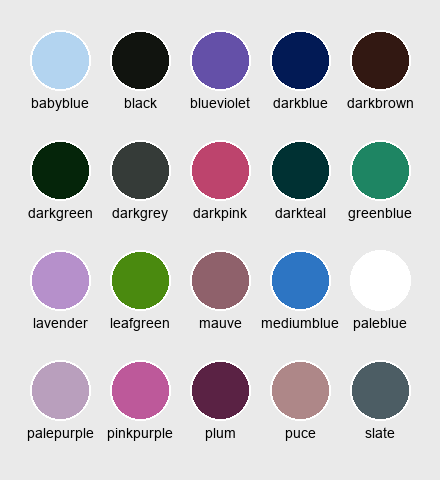 babyblue black blueviolet darkblue darkbrown
darkgreen darkgrey darkpink darkteal greenblue
lavender leafgreen mauve mediumblue paleblue
palepurple pinkpurple plum puce slate